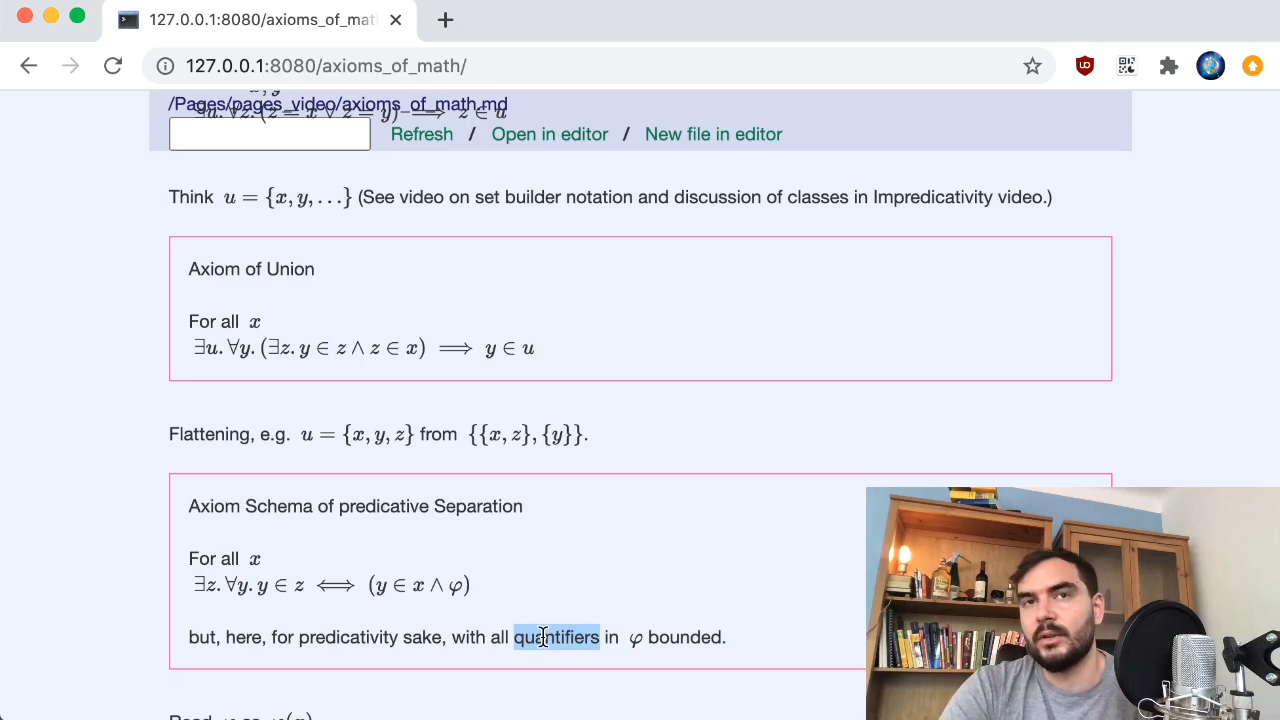 127.0.0.1:8080/axioms_of_mat
127.0.0.1:8080/axioms_of_math/
/Pages/pages_video/axioms_of_math.md
∃u. ∀z. (z = x ∨ z = y) ⟹ z ∈ u
Refresh / Open in editor / New file in editor
Think u = {x, y, …} (See video on set builder notation and discussion of classes in Impredicativity video.)
Axiom of Union
For all x
∃u. ∀y. (∃z. y ∈ z ∧ z ∈ x) ⟹ y ∈ u
Flattening, e.g. u = {x, y, z} from {{x, z}, {y}}.
Axiom Schema of predicative Separation
For all x
∃z. ∀y. y ∈ z ⟺ (y ∈ x ∧ φ)
but, here, for predicativity sake, with all quantifiers in φ bounded.